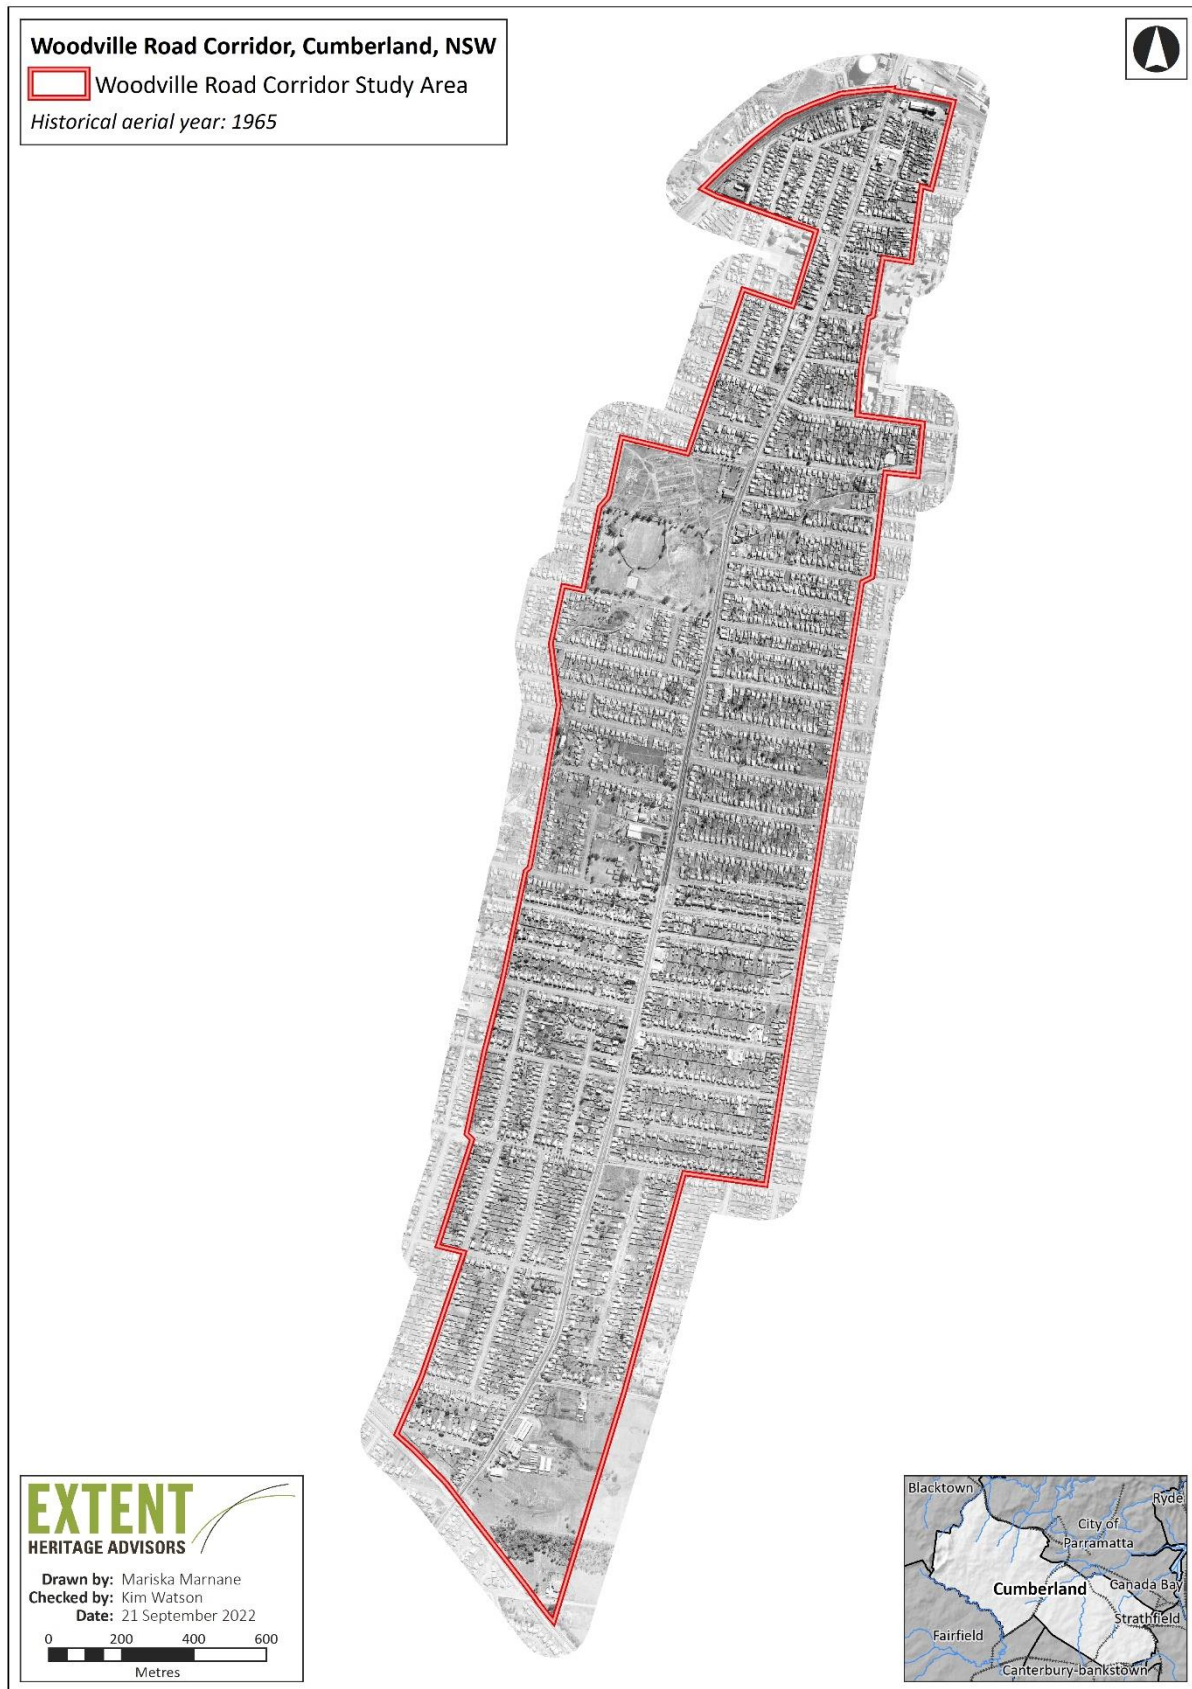 Woodville Road Corridor, Cumberland, NSW
Woodville Road Corridor Study Area
Historical aerial year: 1965
EXTENT
HERITAGE ADVISORS
Drawn by: Mariska Marnane
Checked by: Kim Watson
Date: 21 September 2022
0 200 400 600
Metres
Blacktown
Ryde
City of
Parramatta
Cumberland
Canada Bay
Strathfield
Fairfield
Canterbury-bankstown